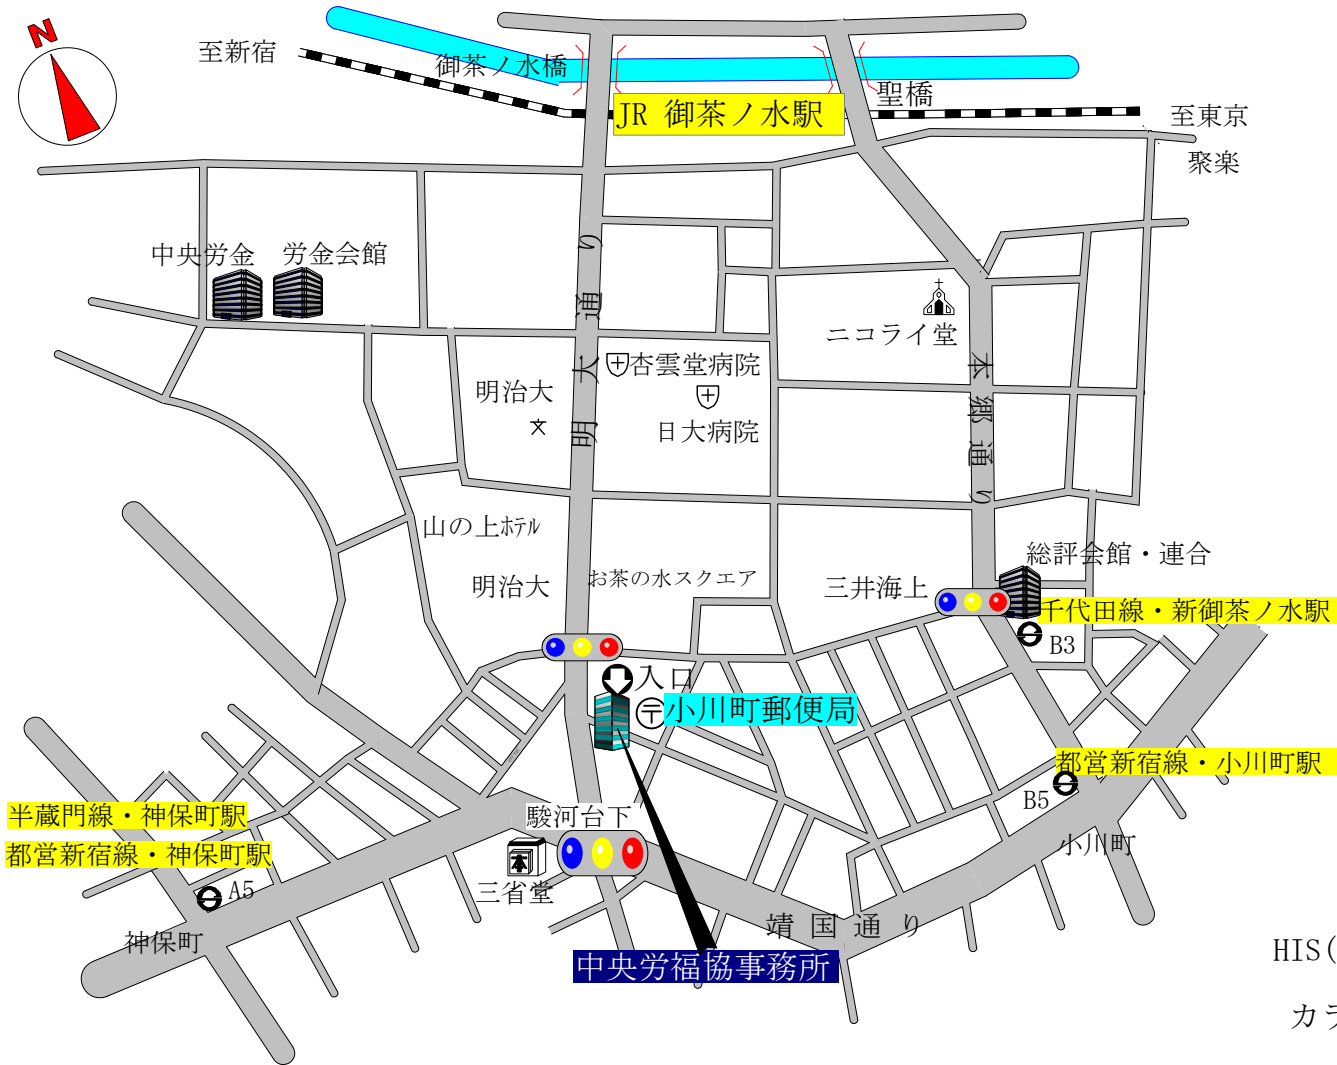 N
至新宿
御茶ノ水橋
聖橋
JR 御茶ノ水駅
至東京
聚楽
中央労金
労金会館
明大通り
ニコライ堂
本郷通り
杏雲堂病院
明治大
文
日大病院
山の上ホテル
明治大
お茶の水スクエア
三井海上
総評会館・連合
千代田線・新御茶ノ水駅
B3
入口
〒小川町郵便局
都営新宿線・小川町駅
B5
小川町
半蔵門線・神保町駅
都営新宿線・神保町駅
A5
駿河台下
本
三省堂
神保町
靖国通り
中央労福協事務所
HIS(
カラ